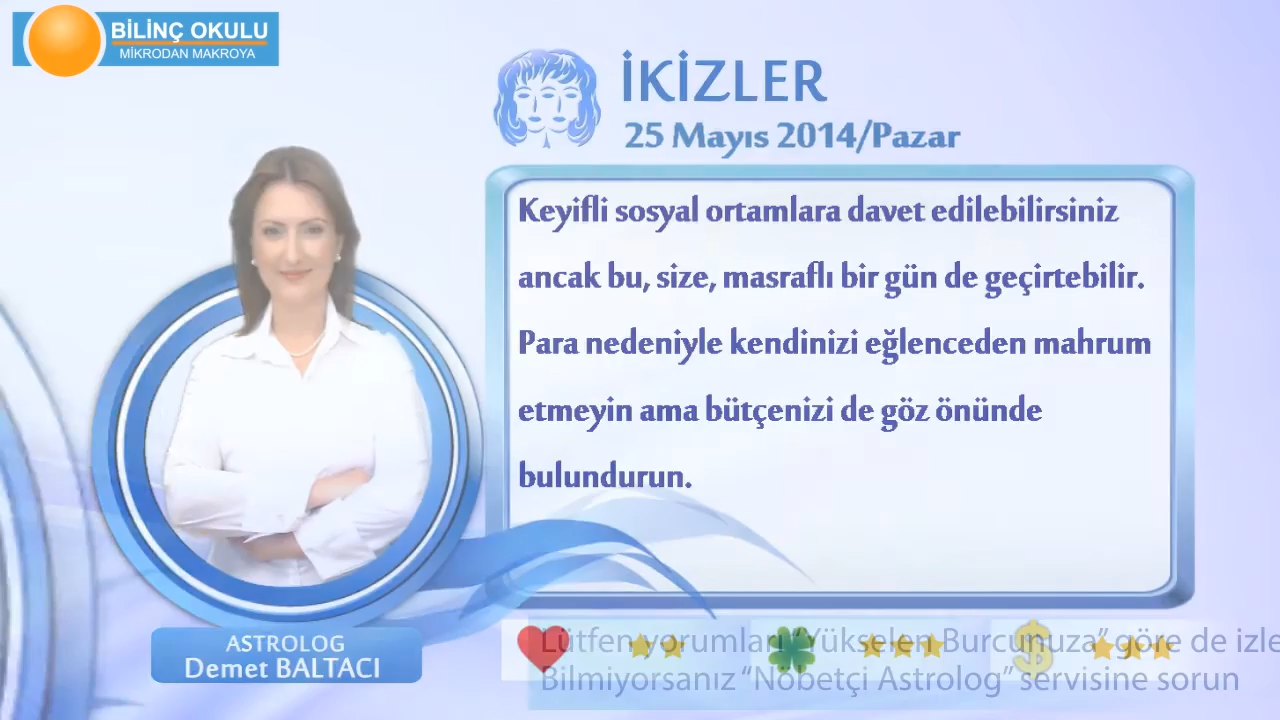 BİLİNÇ OKULU
MİKRODAN MAKROYA
İKİZLER
25 Mayıs 2014/Pazar
Keyifli sosyal ortamlara davet edilebilirsiniz
ancak bu, size, masraflı bir gün de geçirtebilir.
Para nedeniyle kendinizi eğlenceden mahrum
etmeyin ama bütçenizi de göz önünde
bulundurun.
ASTROLOG
Demet BALTACI
Lütfen yorumları "Yükselen Burcunuza" göre de izle
Bilmiyorsanız "Nöbetçi Astrolog" servisine sorun